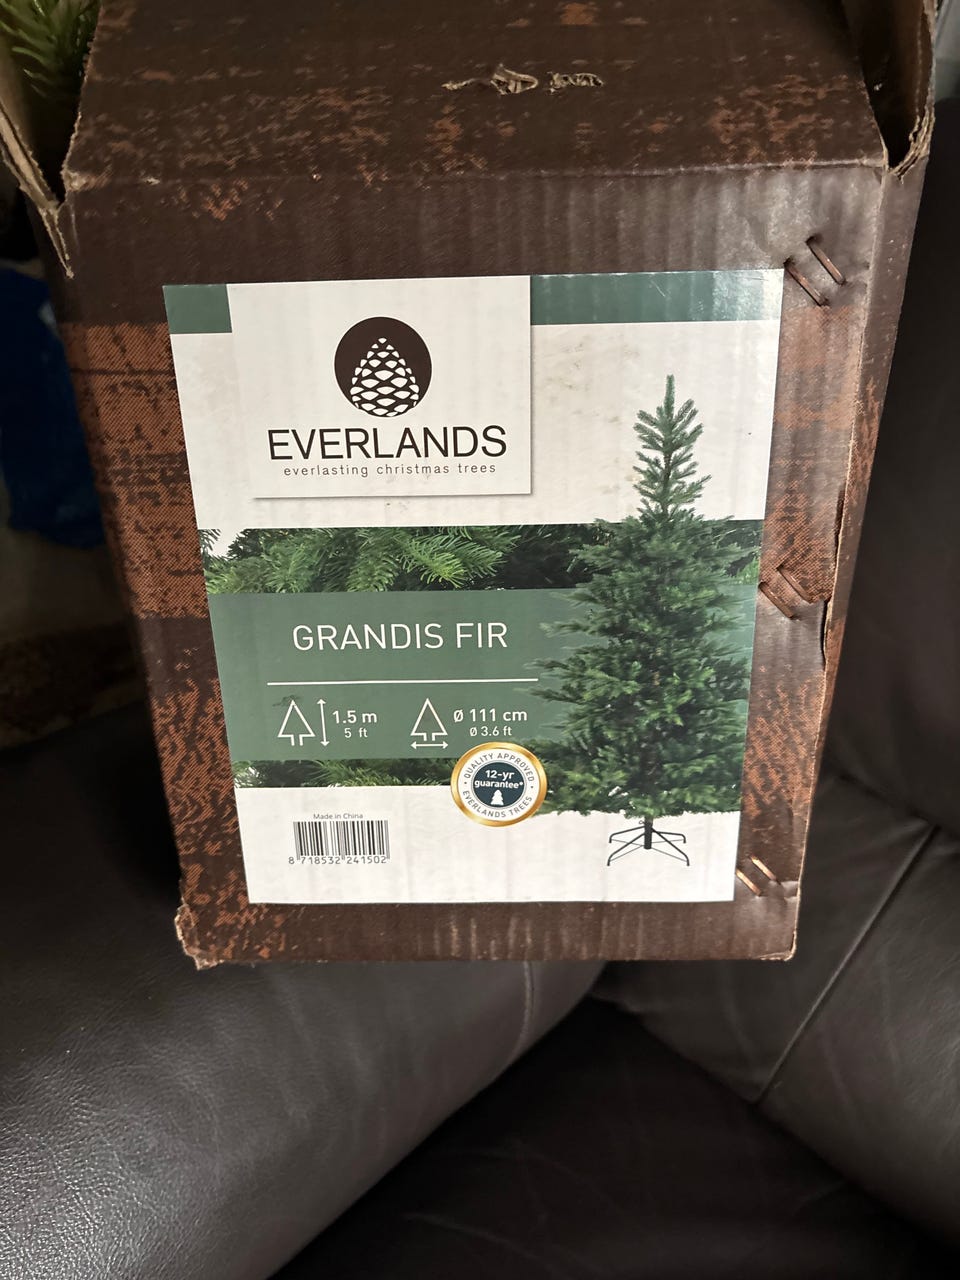 EVERLANDS
everlasting christmas trees
GRANDIS FIR
1.5 m
5 ft
Ø 111 cm
Ø 3.6 ft
QUALITY APPROVED
12-yr
guarantee*
EVERLANDS TREES
Made in China
8 718532 241502